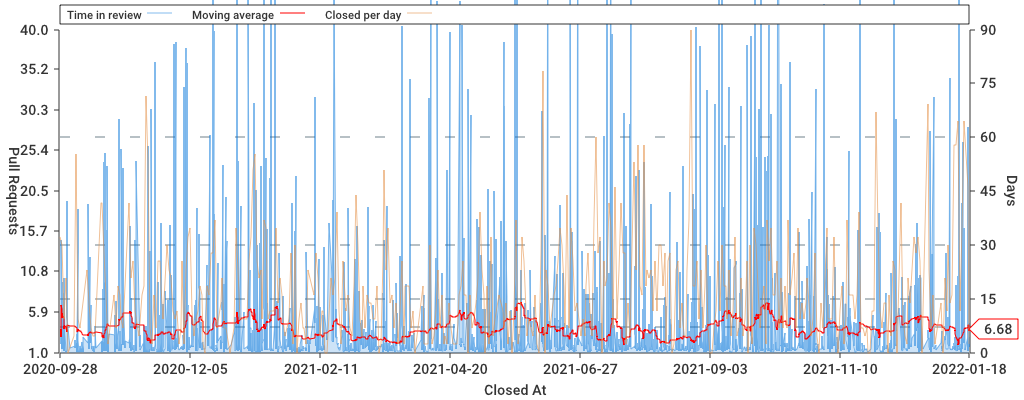 Time in review Moving average Closed per day
40.0 90
35.2 75
30.3 60
25.4
20.5 45
15.7 30
10.8
5.9 15
6.68
1.0 0
Pull Requests
Days
2020-09-28 2020-12-05 2021-02-11 2021-04-20 2021-06-27 2021-09-03 2021-11-10 2022-01-18
Closed At